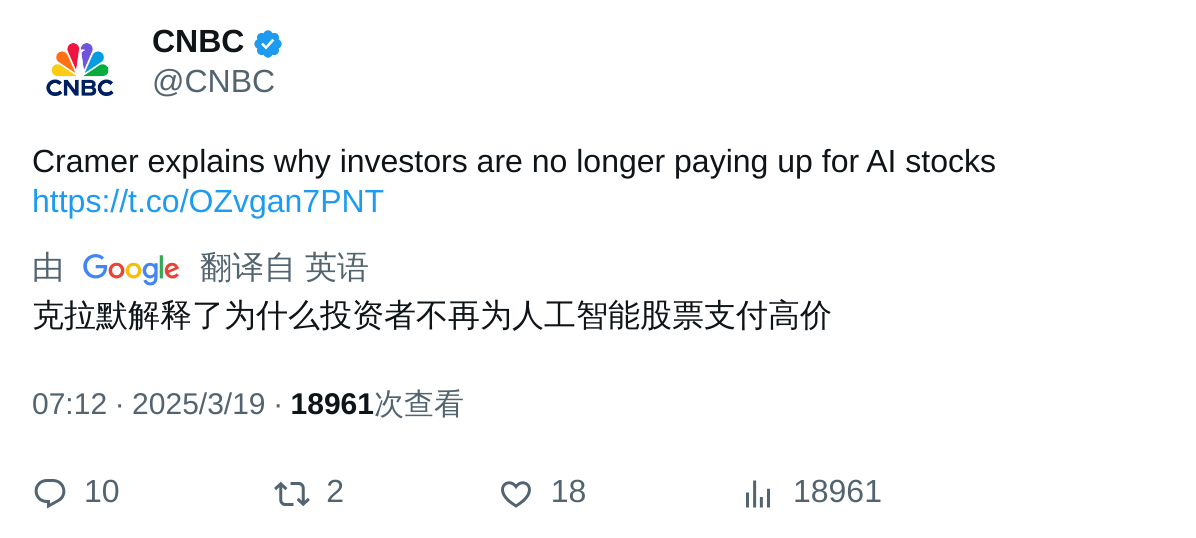 CNBC
CNBC
@CNBC
Cramer explains why investors are no longer paying up for AI stocks
https://t.co/OZvgan7PNT
由 Google 翻译自 英语
克拉默解释了为什么投资者不再为人工智能股票支付高价
07:12 · 2025/3/19 · 18961次查看
10 2 18 18961